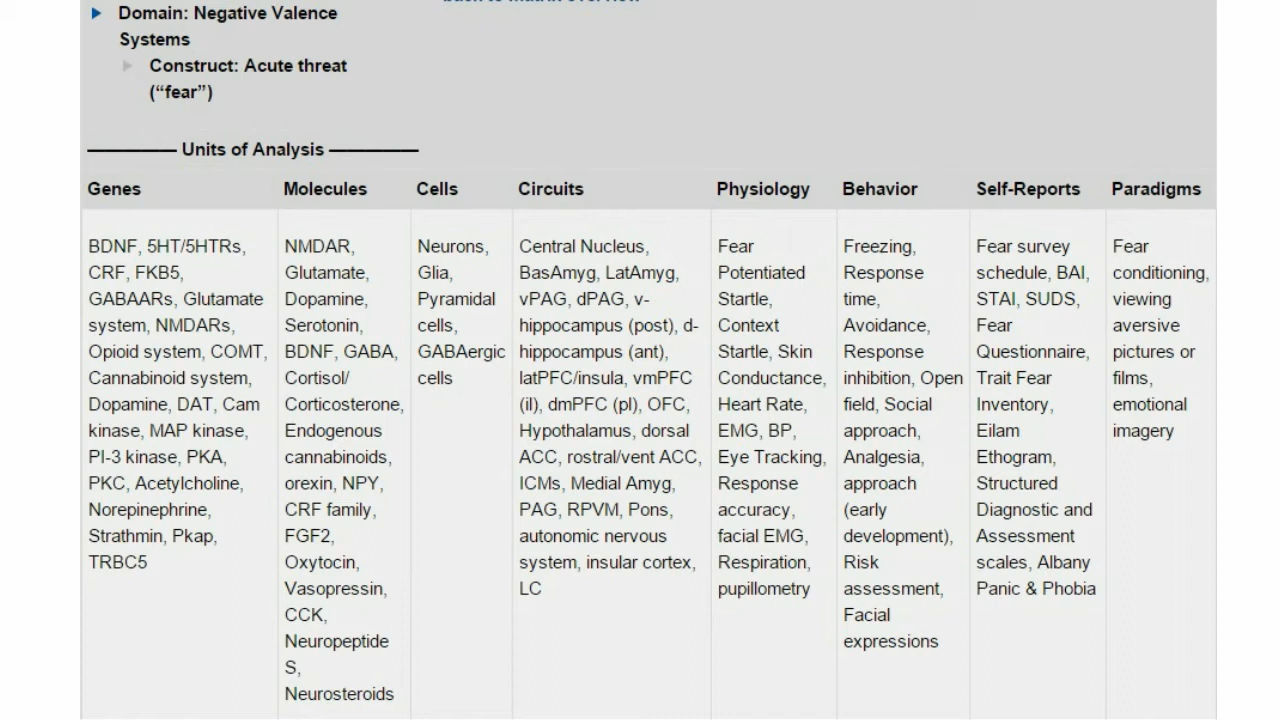 Domain: Negative Valence
Systems
Construct: Acute threat
(“fear”)
Units of Analysis
Genes
BDNF, 5HT/5HTRs,
CRF, FKB5,
GABAARs, Glutamate
system, NMDARs,
Opioid system, COMT,
Cannabinoid system,
Dopamine, DAT, Cam
kinase, MAP kinase,
PI-3 kinase, PKA,
PKC, Acetylcholine,
Norepinephrine,
Strathmin, Pkap,
TRBC5
Molecules
NMDAR,
Glutamate,
Dopamine,
Serotonin,
BDNF, GABA,
Cortisol/
Corticosterone,
Endogenous
cannabinoids,
orexin, NPY,
CRF family,
FGF2,
Oxytocin,
Vasopressin,
CCK,
Neuropeptide
S,
Neurosteroids
Cells
Neurons,
Glia,
Pyramidal
cells,
GABAergic
cells
Circuits
Central Nucleus,
BasAmyg, LatAmyg,
vPAG, dPAG, v-
hippocampus (post), d-
hippocampus (ant),
latPFC/insula, vmPFC
(il), dmPFC (pl), OFC,
Hypothalamus, dorsal
ACC, rostral/vent ACC,
ICMs, Medial Amyg,
PAG, RPVM, Pons,
autonomic nervous
system, insular cortex,
LC
Physiology
Fear
Potentiated
Startle,
Context
Startle, Skin
Conductance,
Heart Rate,
EMG, BP,
Eye Tracking,
Response
accuracy,
facial EMG,
Respiration,
pupillometry
Behavior
Freezing,
Response
time,
Avoidance,
Response
inhibition, Open
field, Social
approach,
Analgesia,
approach
(early
development),
Risk
assessment,
Facial
expressions
Self-Reports
Fear survey
schedule, BAI,
STAI, SUDS,
Fear
Questionnaire,
Trait Fear
Inventory,
Eilam
Ethogram,
Structured
Diagnostic and
Assessment
scales, Albany
Panic & Phobia
Paradigms
Fear
conditioning,
viewing
aversive
pictures or
films,
emotional
imagery